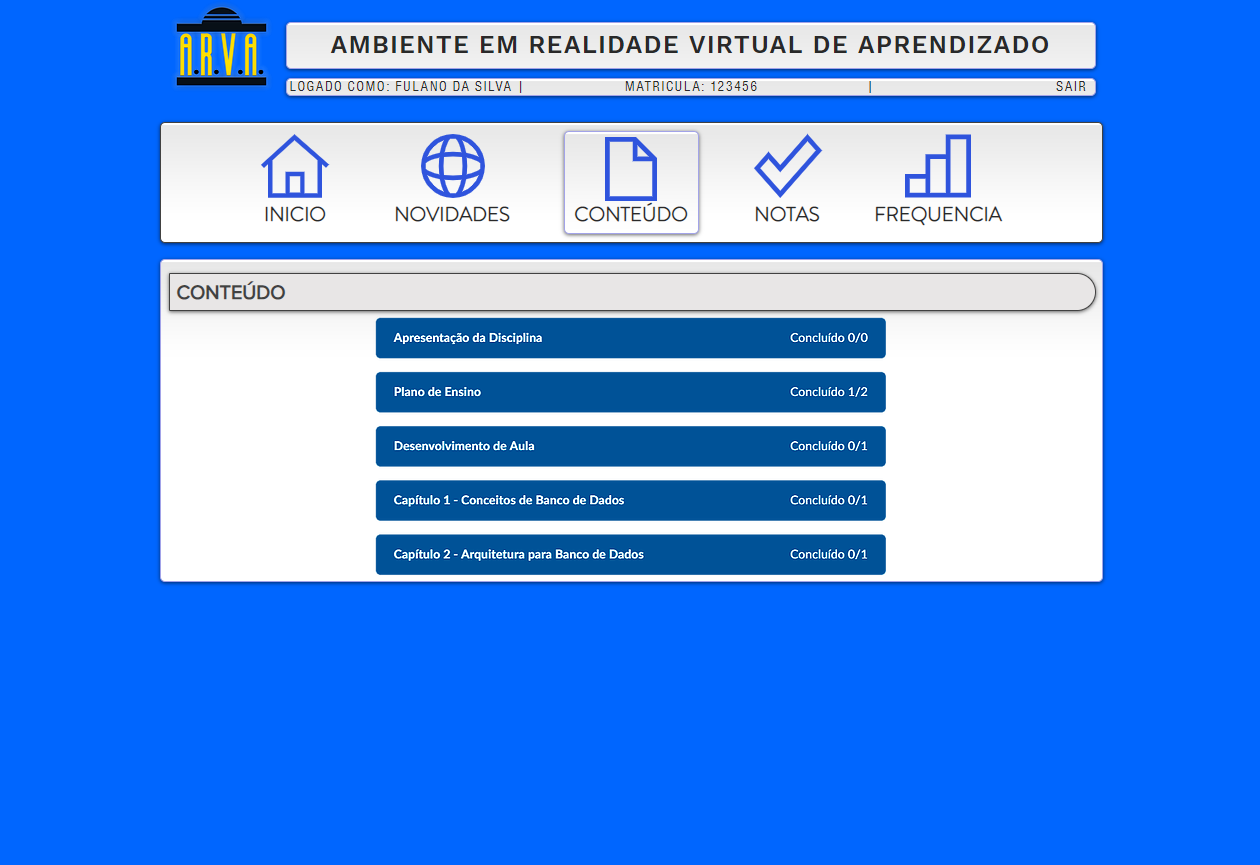 A.R.V.A.
AMBIENTE EM REALIDADE VIRTUAL DE APRENDIZADO
LOGADO COMO: FULANO DA SILVA | MATRICULA: 123456 | SAIR
INICIO NOVIDADES CONTEÚDO NOTAS FREQUENCIA
CONTEÚDO
Apresentação da Disciplina Concluído 0/0
Plano de Ensino Concluído 1/2
Desenvolvimento de Aula Concluído 0/1
Capítulo 1 - Conceitos de Banco de Dados Concluído 0/1
Capítulo 2 - Arquitetura para Banco de Dados Concluído 0/1